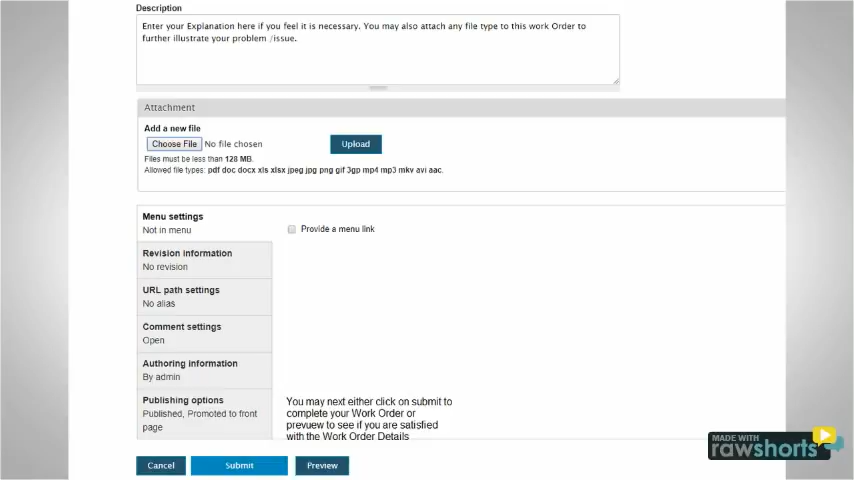 Description
Enter your Explanation here if you feel it is necessary. You may also attach any file type to this work Order to
further illustrate your problem /issue.
Attachment
Add a new file
Choose File No file chosen Upload
Files must be less than 128 MB.
Allowed file types: pdf doc docx xls xlsx jpeg jpg png gif 3gp mp4 mp3 mkv avi aac.
Menu settings
Not in menu
Provide a menu link
Revision information
No revision
URL path settings
No alias
Comment settings
Open
Authoring information
By admin
Publishing options
Published, Promoted to front
page
You may next either click on submit to
complete your Work Order or
prevuew to see if you are satisfied
with the Work Order Details
MADE WITH
rawshorts
Cancel Submit Preview